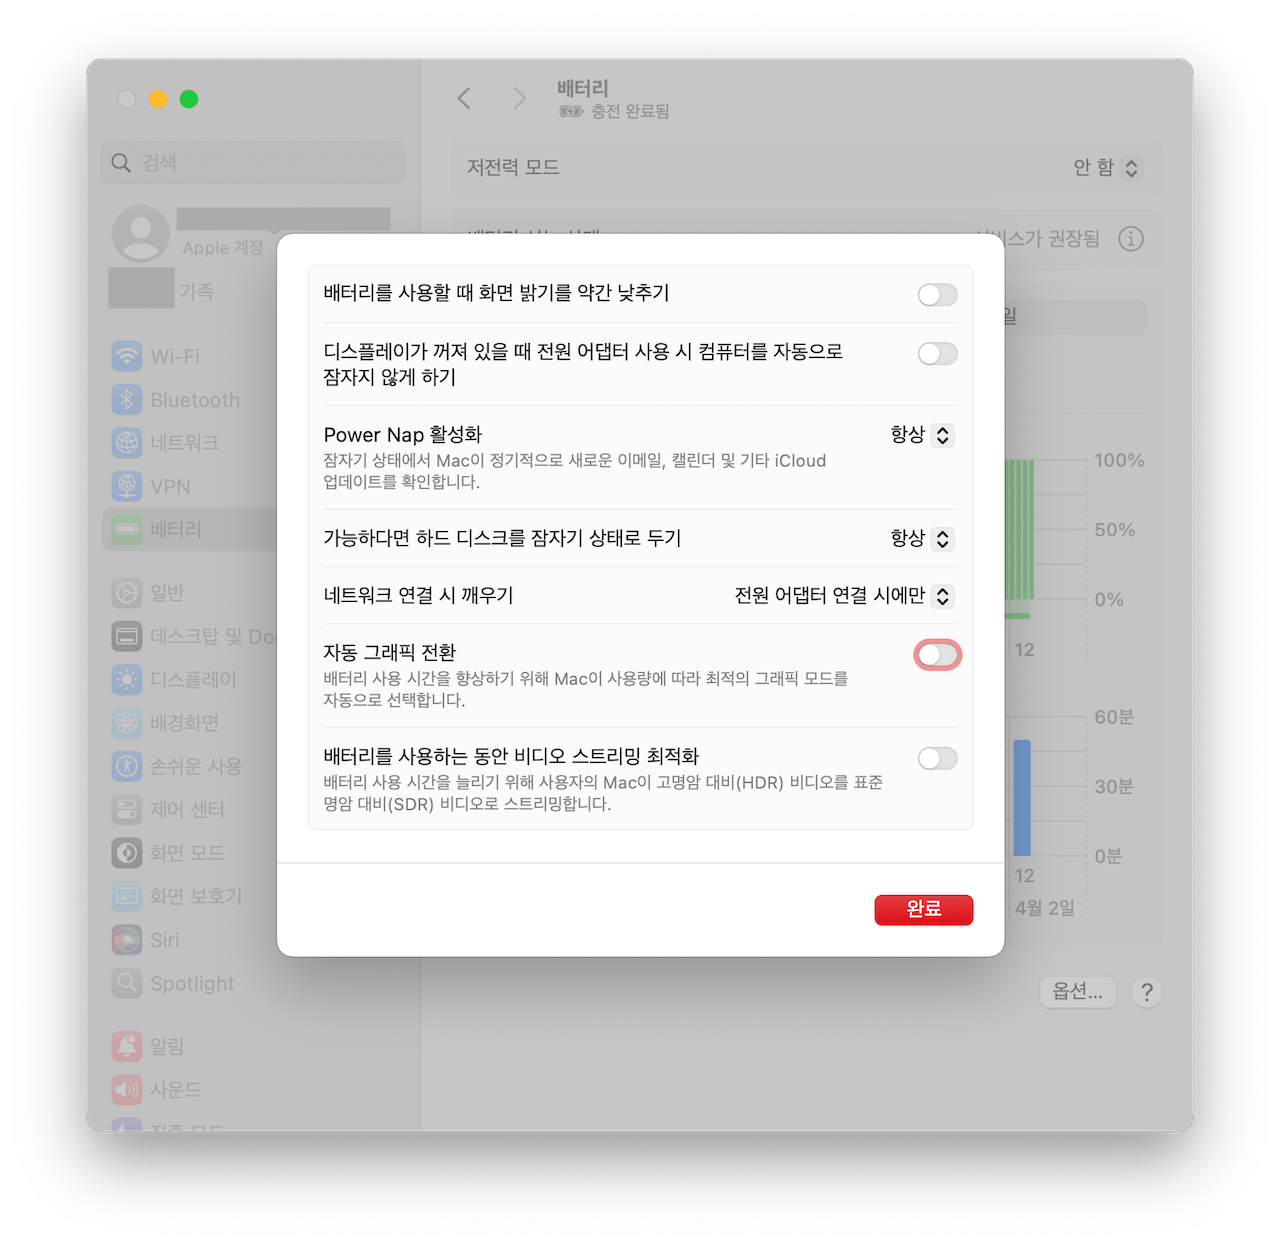 배터리
충전 완료됨
검색
저전력 모드
안 함
Apple 계정
가족
권장됨
Wi-Fi
Bluetooth
네트워크
VPN
배터리
일반
데스크탑 및
디스플레이
배경화면
손쉬운 사용
제어 센터
화면 모드
화면 보호기
Siri
Spotlight
알림
사운드
배터리를 사용할 때 화면 밝기를 약간 낮추기
디스플레이가 꺼져 있을 때 전원 어댑터 사용 시 컴퓨터를 자동으로
잠자지 않게 하기
Power Nap 활성화
항상
잠자기 상태에서 Mac이 정기적으로 새로운 이메일, 캘린더 및 기타 iCloud
업데이트를 확인합니다.
가능하다면 하드 디스크를 잠자기 상태로 두기
항상
네트워크 연결 시 깨우기
전원 어댑터 연결 시에만
자동 그래픽 전환
배터리 사용 시간을 향상하기 위해 Mac이 사용량에 따라 최적의 그래픽 모드를
자동으로 선택합니다.
배터리를 사용하는 동안 비디오 스트리밍 최적화
배터리 사용 시간을 늘리기 위해 사용자의 Mac이 고명암 대비(HDR) 비디오를 표준
명암 대비(SDR) 비디오로 스트리밍합니다.
완료
100%
50%
0%
12
60분
30분
0분
12
4월 2일
옵션...
?